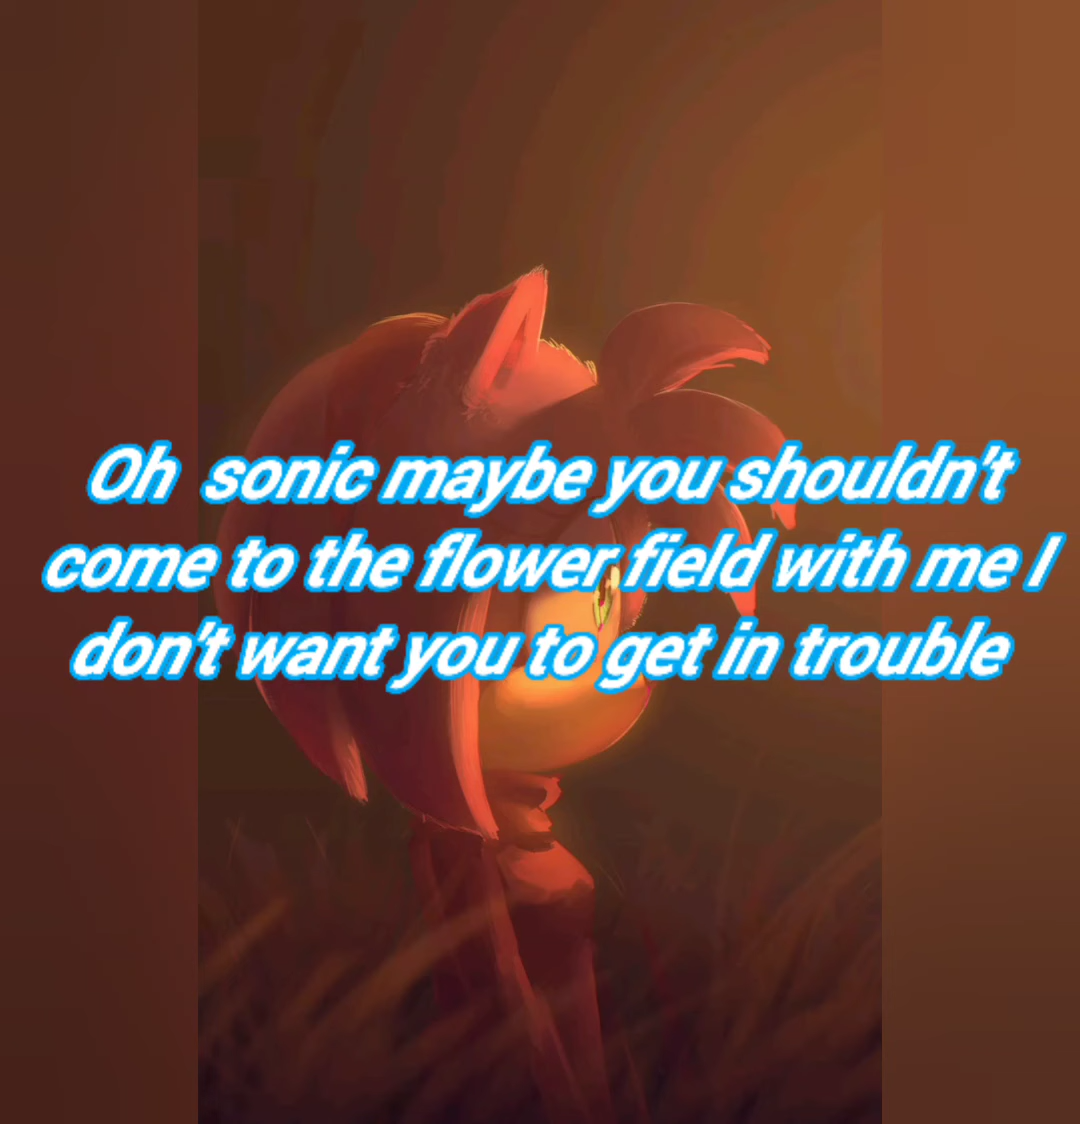 Oh sonic maybe you shouldn't
come to the flower field with me I
don't want you to get in trouble